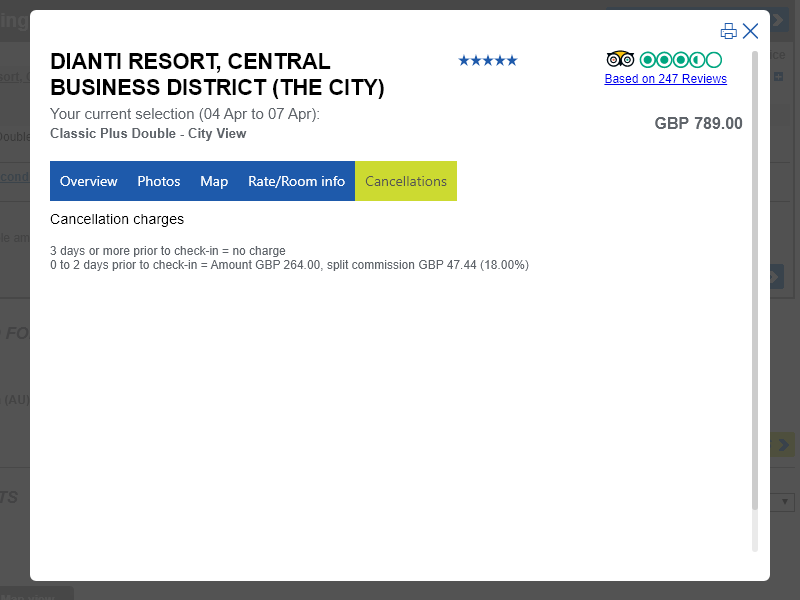 DIANTI RESORT, CENTRAL
BUSINESS DISTRICT (THE CITY)
Based on 247 Reviews
Your current selection (04 Apr to 07 Apr):
Classic Plus Double - City View
GBP 789.00
Overview Photos Map Rate/Room info Cancellations
Cancellation charges
3 days or more prior to check-in = no charge
0 to 2 days prior to check-in = Amount GBP 264.00, split commission GBP 47.44 (18.00%)
(AU)